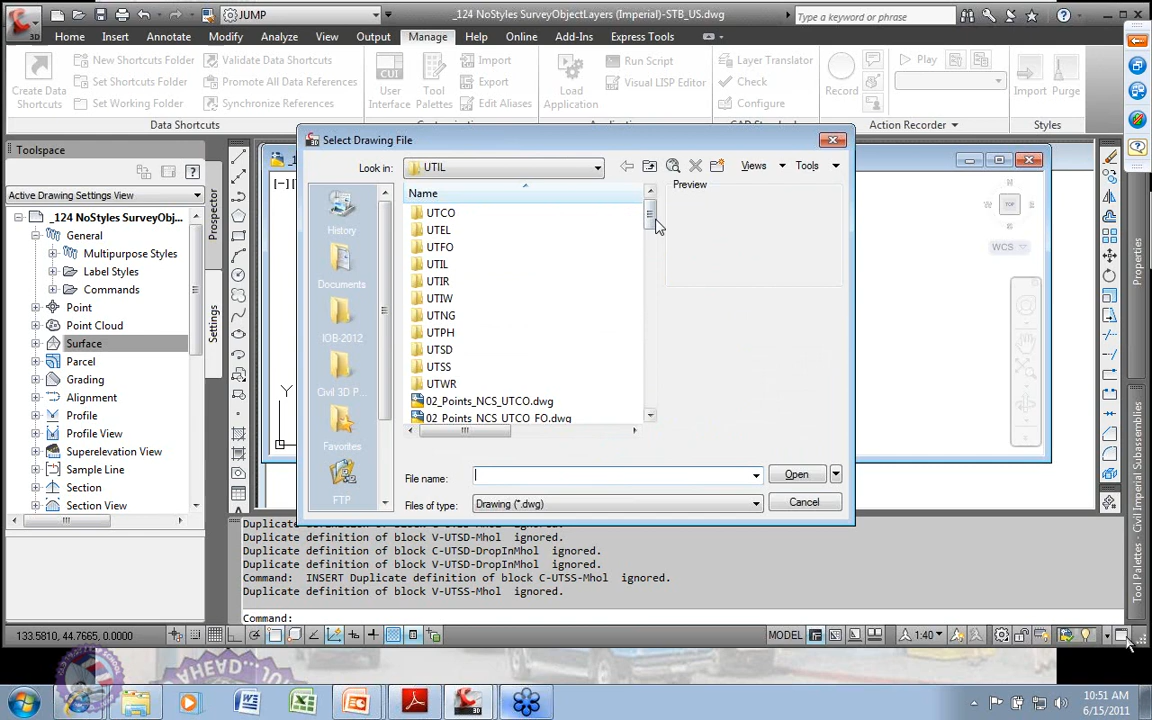 JUMP
_124 NoStyles SurveyObjectLayers (Imperial)-STB_US.dwg
Type a keyword or phrase
3D
Home Insert Annotate Modify Analyze View Output Manage Help Online Add-Ins Express Tools
New Shortcuts Folder
Set Shortcuts Folder
Set Working Folder
Create Data Shortcuts
Validate Data Shortcuts
Promote All Data References
Synchronize References
User Interface
Tool Palettes
Import
Export
Edit Aliases
Load Application
Run Script
Visual LISP Editor
Layer Translator
Check
Configure
Record
Play
Import
Purge
Data Shortcuts
Action Recorder
Styles
Toolspace
Active Drawing Settings View
_124 NoStyles SurveyObj...
General
Multipurpose Styles
Label Styles
Commands
Point
Point Cloud
Surface
Parcel
Grading
Alignment
Profile
Profile View
Superelevation View
Sample Line
Section
Section View
Prospector
Settings
Select Drawing File
Look in:
UTIL
Views
Tools
Name
Preview
UTCO
UTEL
UTFO
UTIL
UTIR
UTIW
UTNG
UTPH
UTSD
UTSS
UTWR
02_Points_NCS_UTCO.dwg
02_Points_NCS_UTCO_FO.dwg
History
Documents
IOB-2012
Civil 3D P...
Favorites
FTP
File name:
Open
Files of type:
Drawing (*.dwg)
Cancel
[-]
Y
TOP
WCS
Properties
Tool Palettes - Civil Imperial Subassemblies
Duplicate definition of block V-UTSD-Mhol ignored.
Duplicate definition of block V-UTSD-DropInMhol ignored.
Duplicate definition of block V-UTSD-DropInMhol ignored.
Command: INSERT Duplicate definition of block C-UTSS-Mhol ignored.
Duplicate definition of block V-UTSS-Mhol ignored.
Command:
133.5810, 44.7665, 0.0000
MODEL
1:40
AHEAD
10:51 AM
6/15/2011